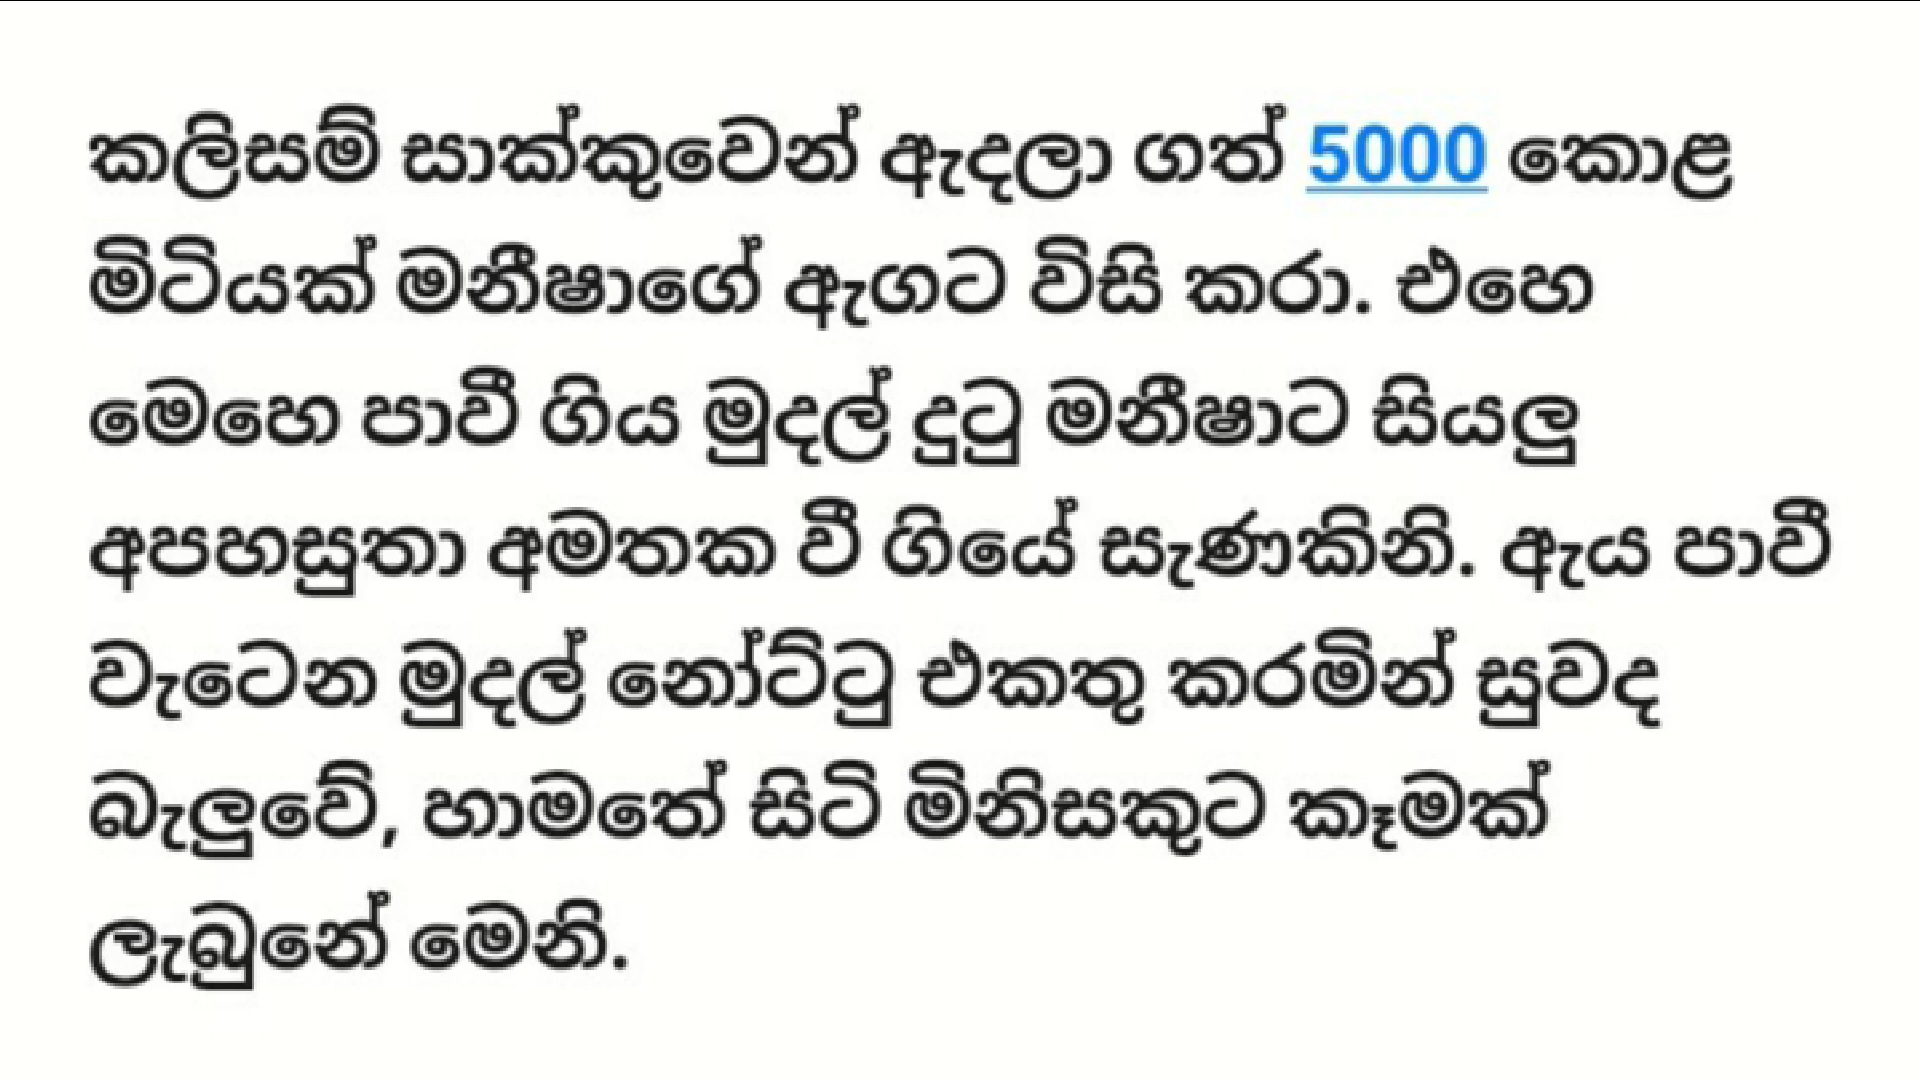 කලිසම් සාක්කුවෙන් ඇදලා ගත් 5000 කොළ
මිටියක් මනීෂාගේ ඇගට විසි කරා. එහෙ
මෙහෙ පාවී ගිය මුදල් දුටු මනීෂාට සියලු
අපහසුතා අමතක වී ගියේ සැණකිනි. ඇය පාවී
වැටෙන මුදල් නෝට්ටු එකතු කරමින් සුවද
බැලුවේ, හාමතේ සිටි මිනිසකුට කෑමක්
ලැබුනේ මෙනි.